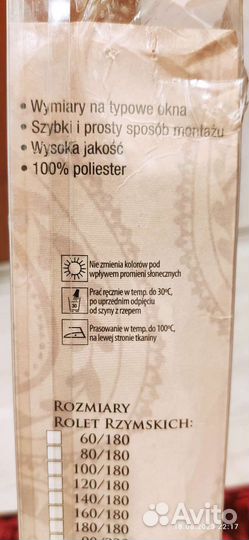 • Wymiary na typowe okna
• Szybki i prosty sposób montażu
• Wysoka jakość
• 100% poliester
Nie zmienia kolorów pod
wpływem promieni słonecznych
Prać ręcznie w temp. do 30ºC,
po uprzednim odpięciu
od szyny z rzepem
Prasowanie w temp. do 100ºC,
na lewej stronie tkaniny
ROZMIARY
ROLET RZYMSKICH:
60/180
80/180
100/180
120/180
140/180
160/180
180/180
Avito